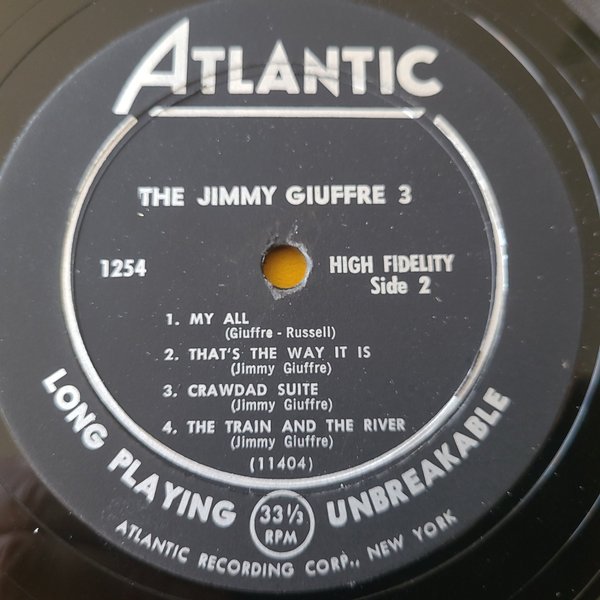 ATLANTIC
THE JIMMY GIUFFRE 3
1254
HIGH FIDELITY
Side 2
1. MY ALL
(Giuffre - Russell)
2. THAT'S THE WAY IT IS
(Jimmy Giuffre)
3. CRAWDAD SUITE
(Jimmy Giuffre)
4. THE TRAIN AND THE RIVER
(Jimmy Giuffre)
(11404)
LONG PLAYING 33 1/3 RPM UNBREAKABLE
ATLANTIC RECORDING CORP., NEW YORK